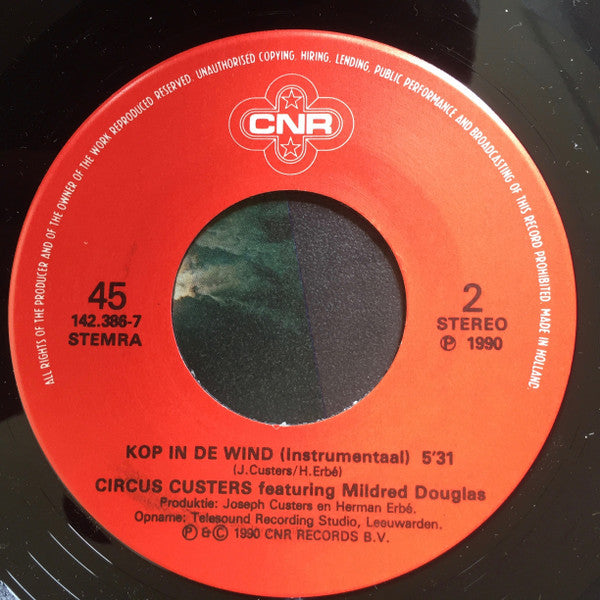 ALL RIGHTS OF THE PRODUCER AND OF THE OWNER OF THE WORK REPRODUCED RESERVED. UNAUTHORISED COPYING, HIRING, LENDING, PUBLIC PERFORMANCE AND BROADCASTING OF THIS RECORD PROHIBITED. MADE IN HOLLAND.
CNR
45
142.386-7
STEMRA
2
STEREO
℗ 1990
KOP IN DE WIND (Instrumentaal) 5'31
(J.Custers/H.Erbé)
CIRCUS CUSTERS featuring Mildred Douglas
Produktie: Joseph Custers en Herman Erbé.
Opname: Telesound Recording Studio, Leeuwarden.
℗ &© 1990 CNR RECORDS B.V.